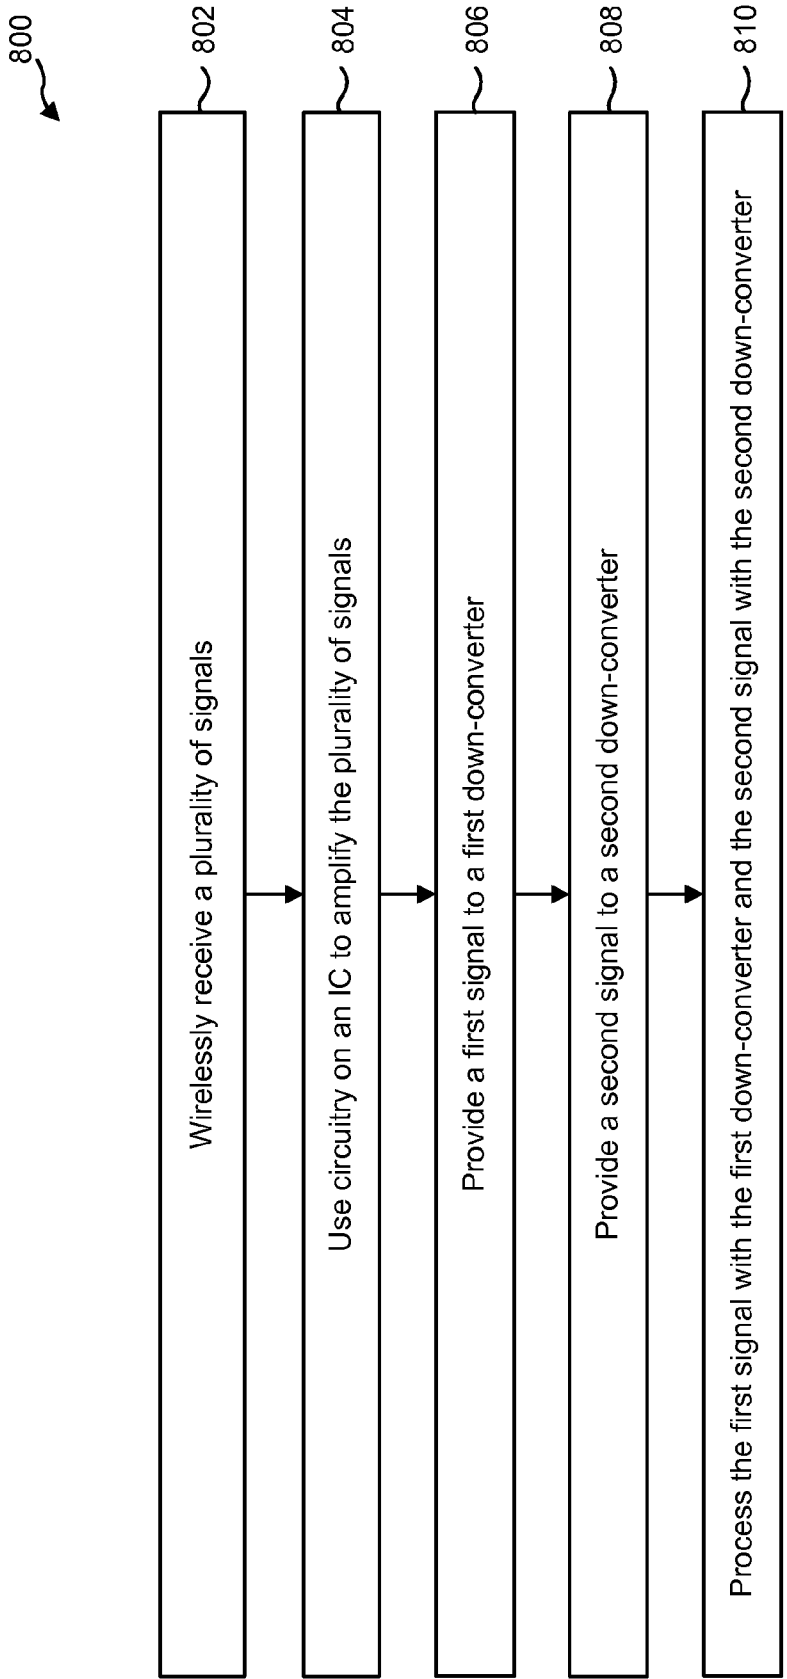 800
Wirelessly receive a plurality of signals
802
Use circuitry on an IC to amplify the plurality of signals
804
Provide a first signal to a first down-converter
806
Provide a second signal to a second down-converter
808
Process the first signal with the first down-converter and the second signal with the second down-converter
810